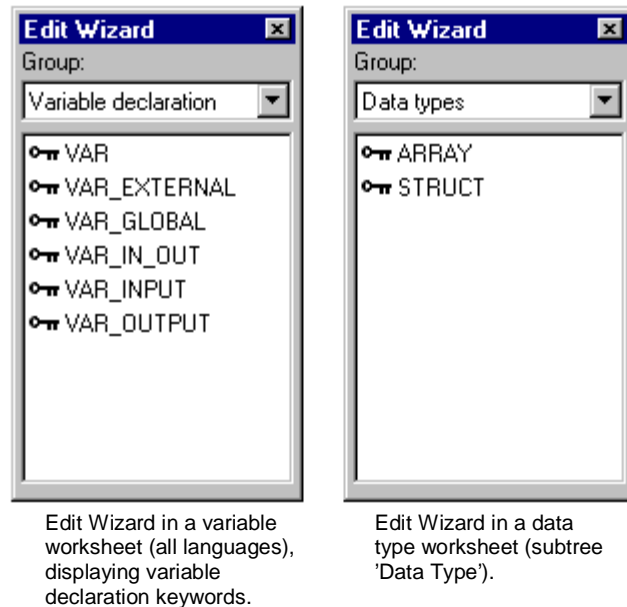 Edit Wizard
Group:
Variable declaration
VAR
VAR_EXTERNAL
VAR_GLOBAL
VAR_IN_OUT
VAR_INPUT
VAR_OUTPUT
Edit Wizard in a variable
worksheet (all languages),
displaying variable
declaration keywords.
Edit Wizard
Group:
Data types
ARRAY
STRUCT
Edit Wizard in a data
type worksheet (subtree
’Data Type’).